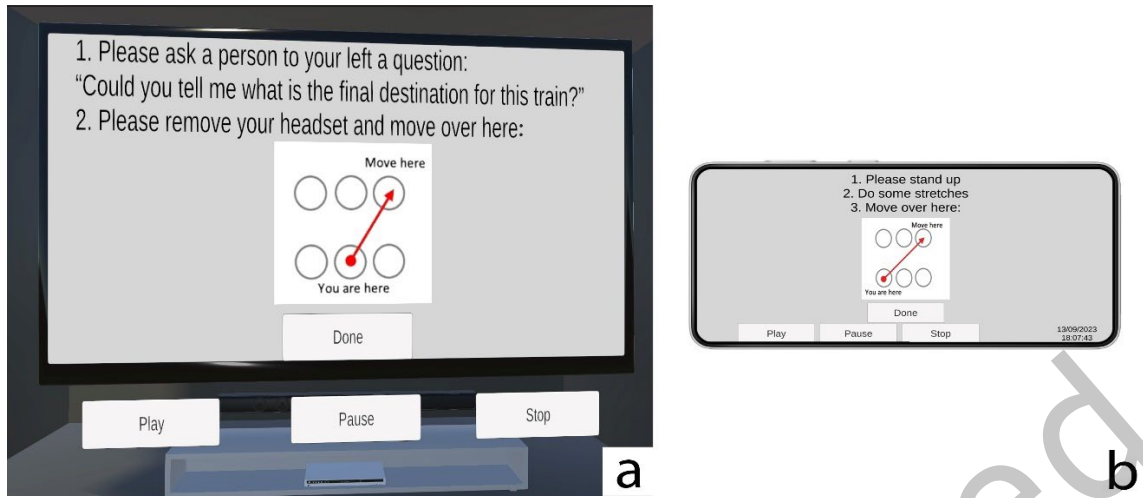 1. Please ask a person to your left a question:
“Could you tell me what is the final destination for this train?”
2. Please remove your headset and move over here:
Move here
You are here
Done
Play
Pause
Stop
a
1. Please stand up
2. Do some stretches
3. Move over here:
Move here
You are here
Done
Play
Pause
Stop
13/09/2023
18:07:43
b